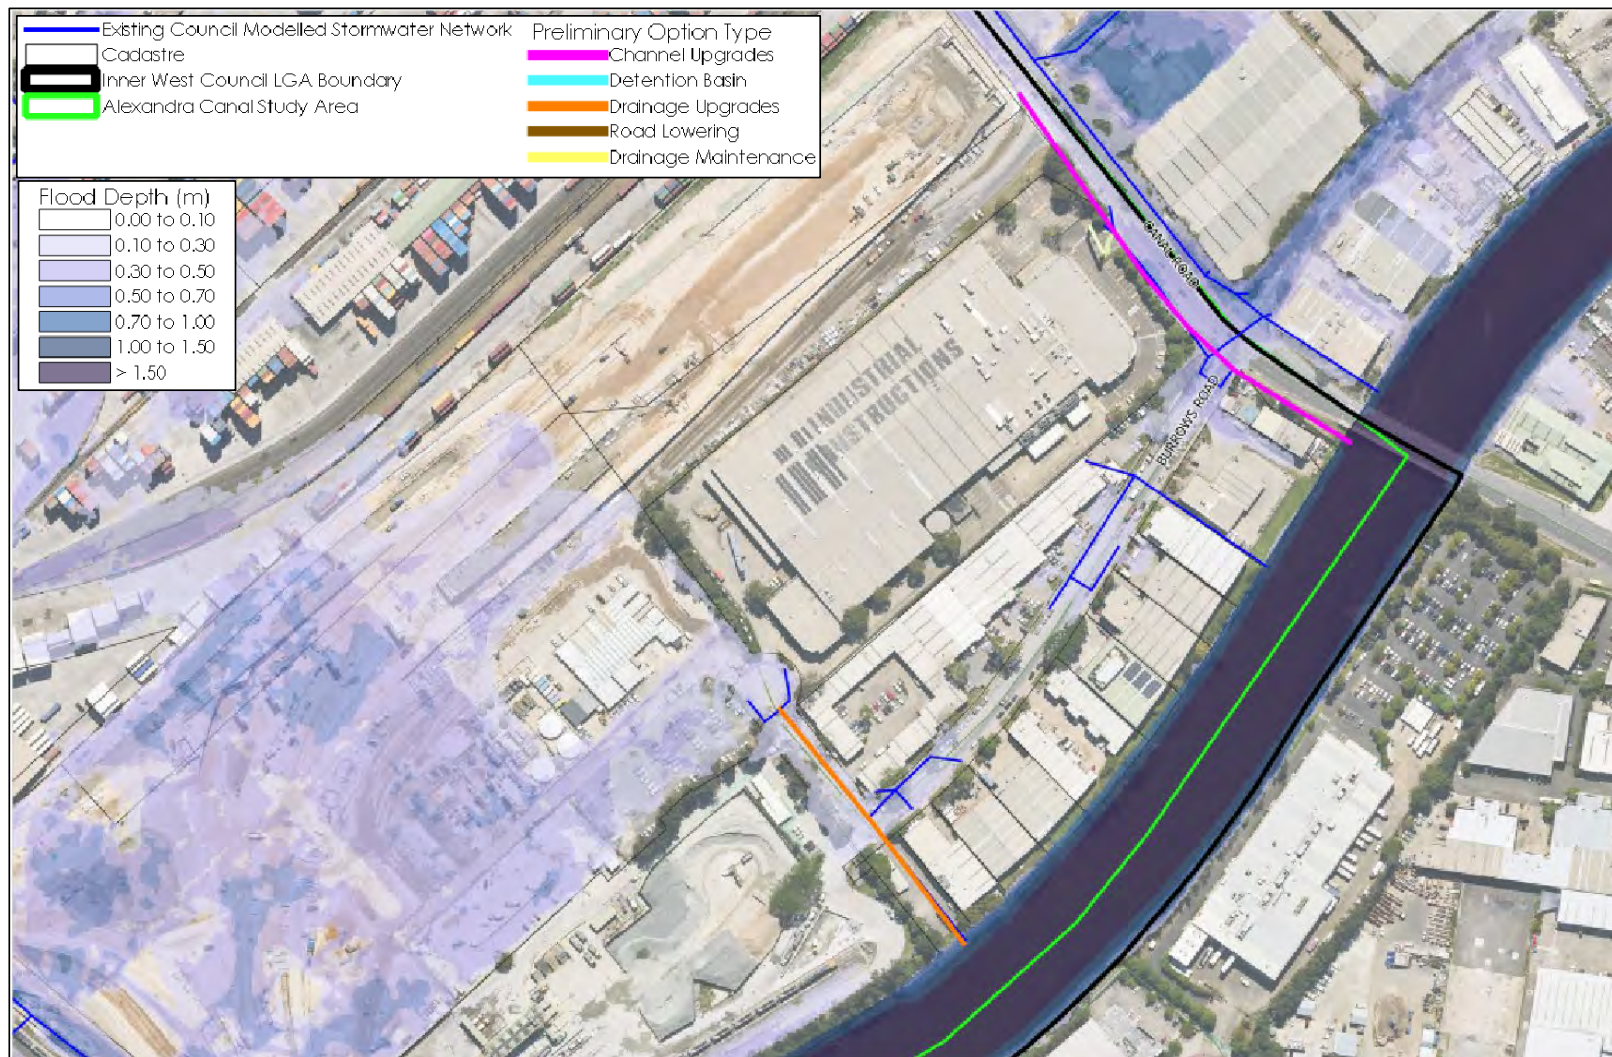 Existing Council Modelled Stormwater Network
Cadastre
Inner West Council LGA Boundary
Alexandra Canal Study Area
Preliminary Option Type
Channel Upgrades
Detention Basin
Drainage Upgrades
Road Lowering
Drainage Maintenance
Flood Depth (m)
0.00 to 0.10
0.10 to 0.30
0.30 to 0.50
0.50 to 0.70
0.70 to 1.00
1.00 to 1.50
> 1.50
CANAL ROAD
BURROWS ROAD